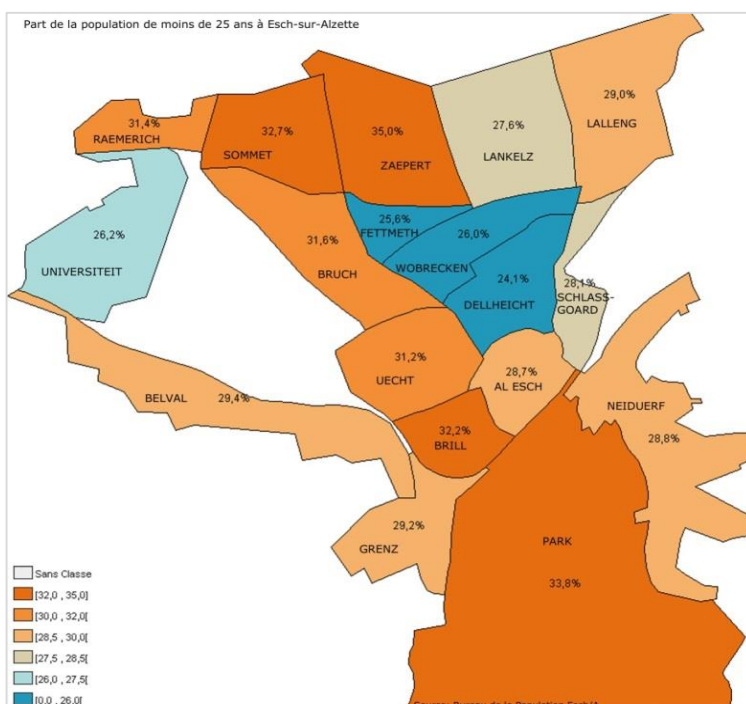 Part de la population de moins de 25 ans à Esch-sur-Alzette
29,0%
LALLENG
31,4%
RAEMERICH
32,7%
SOMMET
35,0%
ZAEPERT
27,6%
LANKELZ
26,2%
UNIVERSITEIT
25,6%
FETTMETH
31,6%
BRUCH
26,0%
WOBRECKEN
24,1%
DELLHEICHT
28,1%
SCHLASS-
GOARD
31,2%
UECHT
28,7%
AL ESCH
BELVAL 29,4%
NEIDUERF
28,8%
32,2%
BRILL
29,2%
GRENZ
PARK
33,8%
Sans Classe
[32,0 , 35,0]
[30,0 , 32,0[
[28,5 , 30,0[
[27,5 , 28,5[
[26,0 , 27,5[
[0,0 , 26,0[